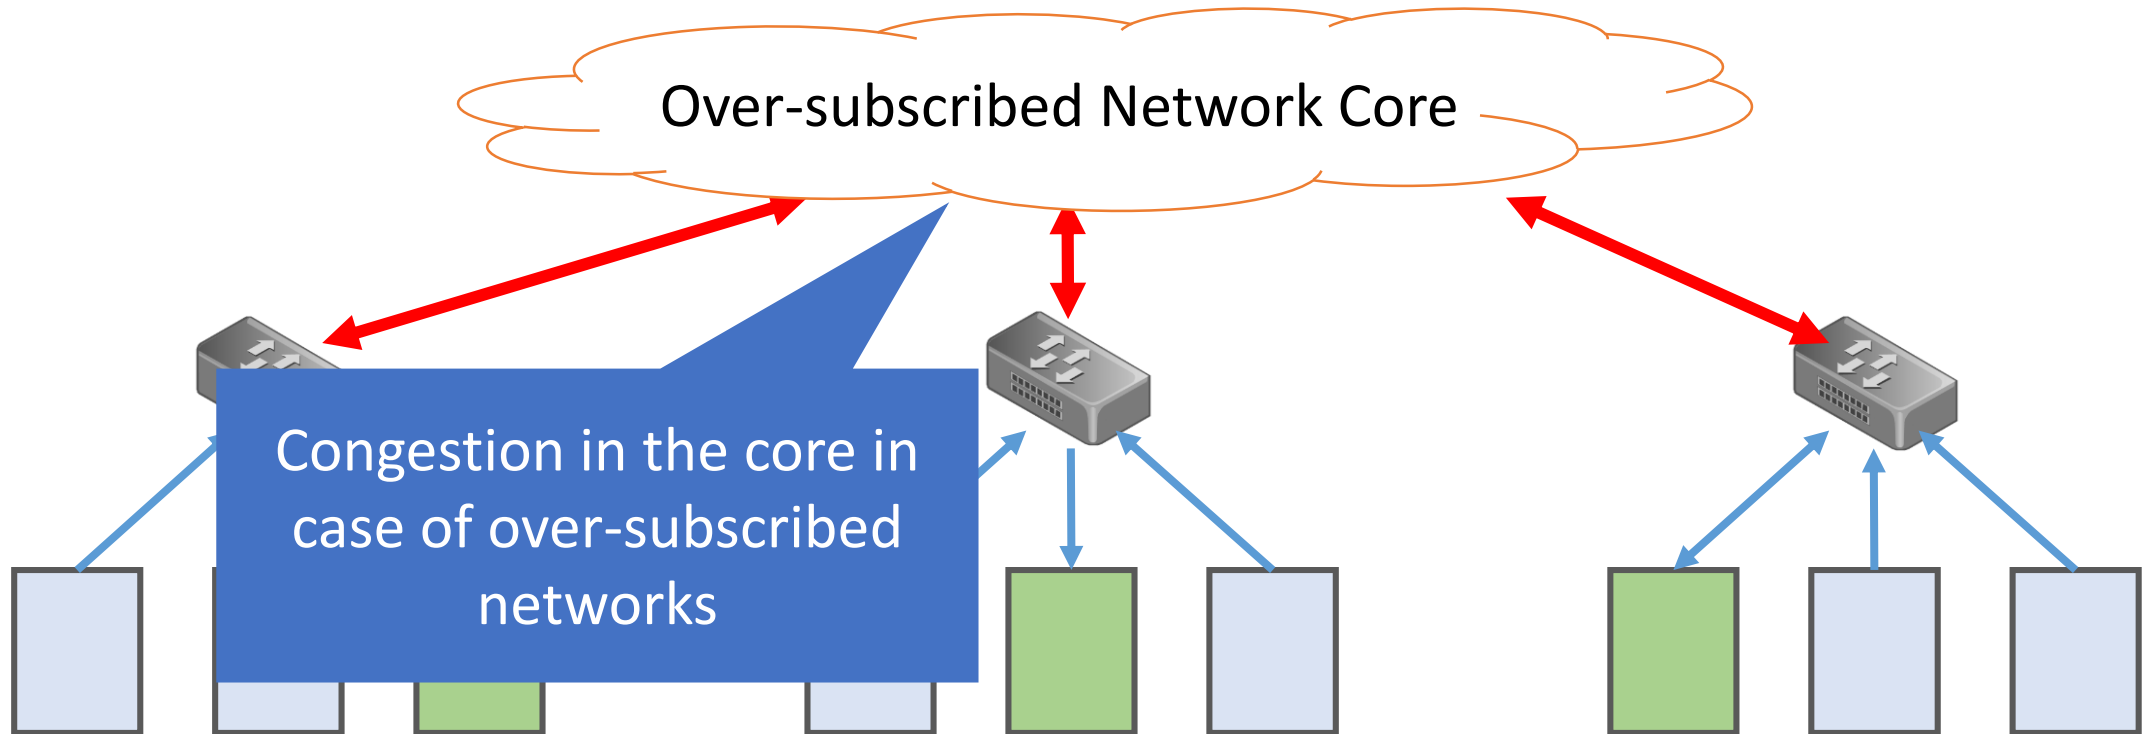 Over-subscribed Network Core
Congestion in the core in
case of over-subscribed
networks